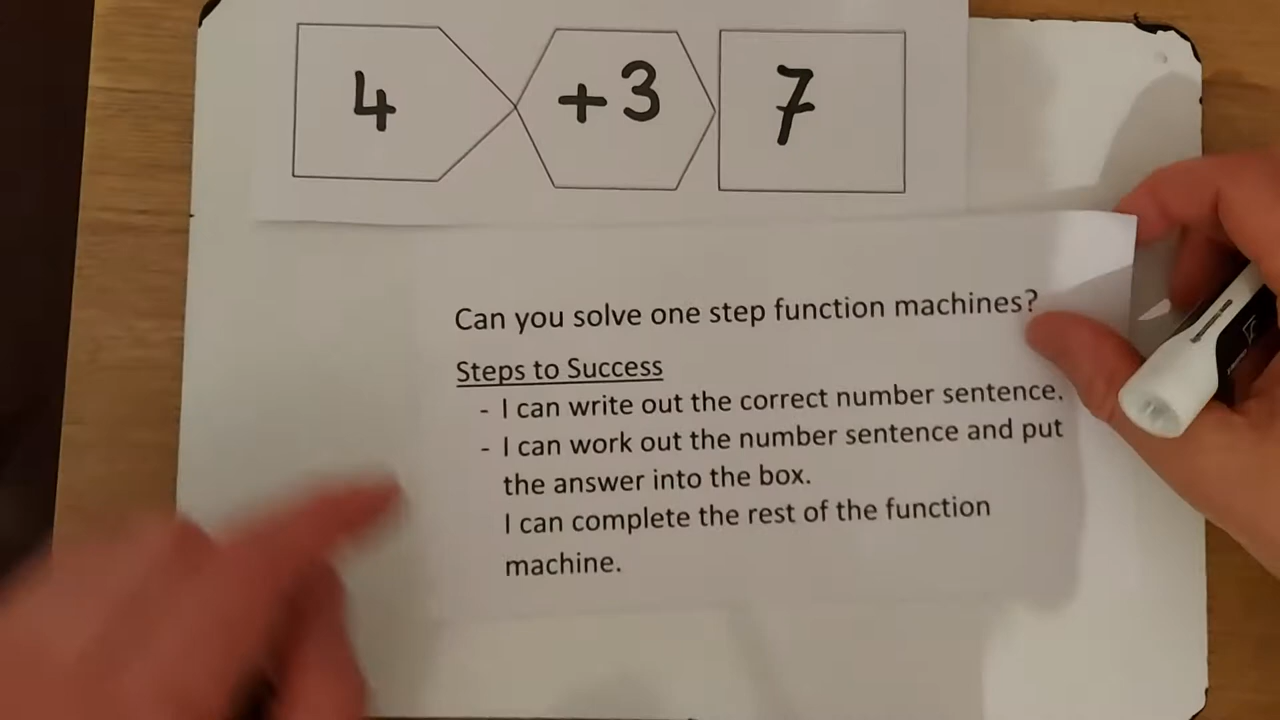 4 +3 7
Can you solve one step function machines?
Steps to Success
- I can write out the correct number sentence.
- I can work out the number sentence and put
the answer into the box.
I can complete the rest of the function
machine.